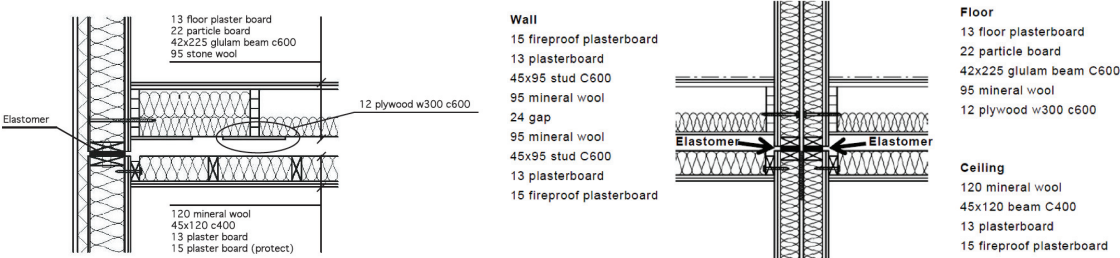 13 floor plaster board
22 particle board
42x225 glulam beam c600
95 stone wool
12 plywood w300 c600
Elastomer
120 mineral wool
45x120 c400
13 plaster board
15 plaster board (protect)
Wall
15 fireproof plasterboard
13 plasterboard
45x95 stud C600
95 mineral wool
24 gap
95 mineral wool
45x95 stud C600
13 plasterboard
15 fireproof plasterboard
Elastomer
Elastomer
Floor
13 floor plasterboard
22 particle board
42x225 glulam beam C600
95 mineral wool
12 plywood w300 c600
Ceiling
120 mineral wool
45x120 beam C400
13 plasterboard
15 fireproof plasterboard